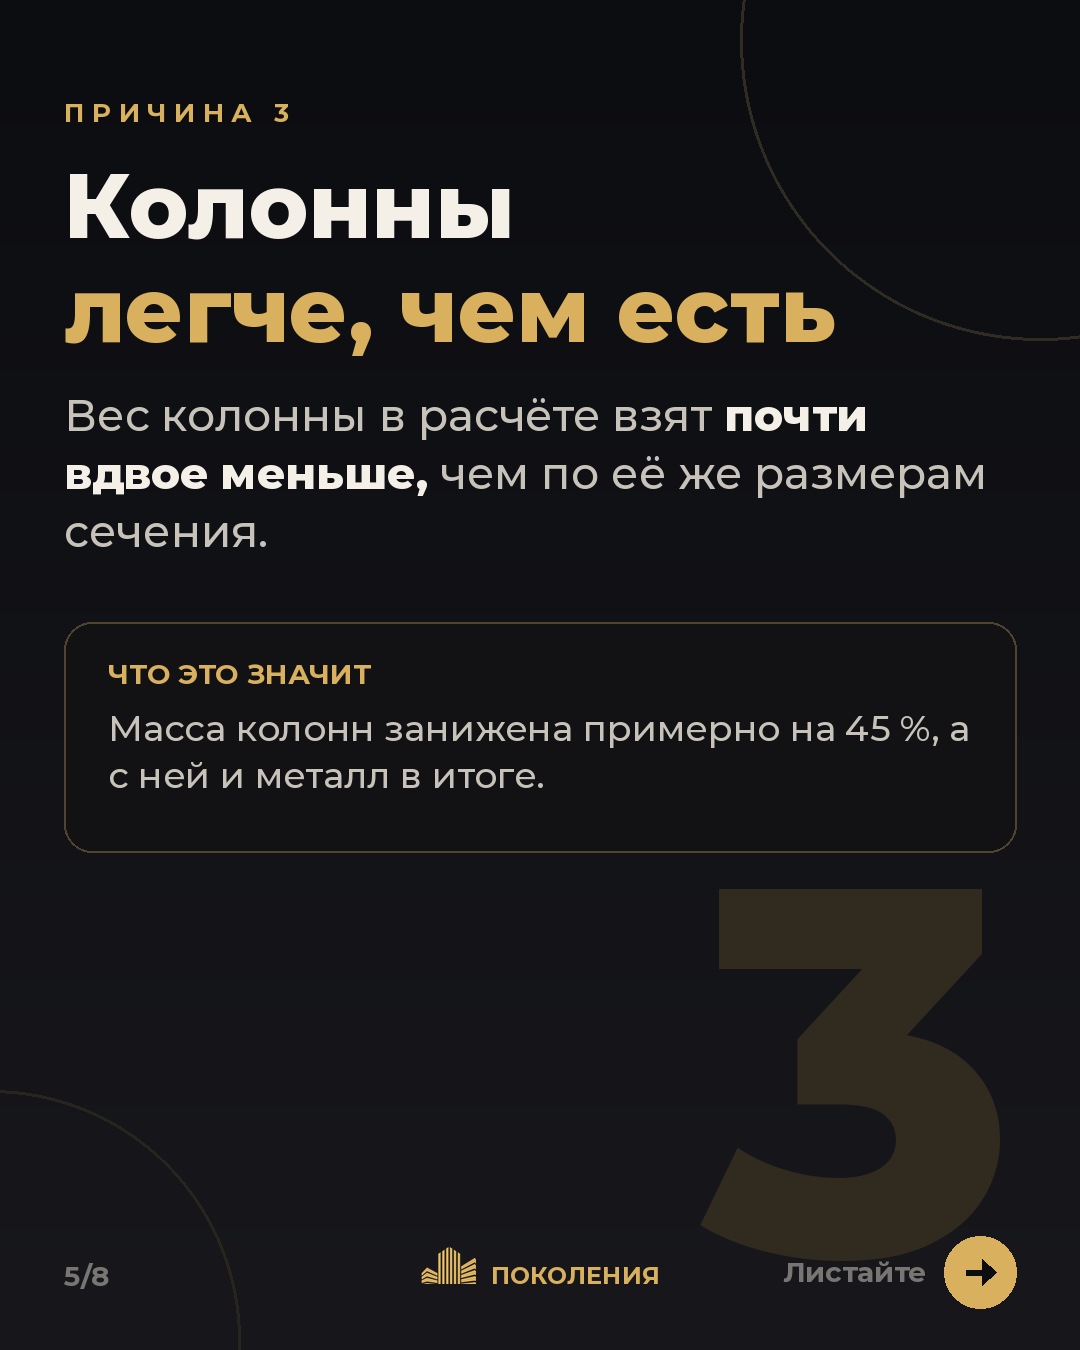 ПРИЧИНА 3
Колонны
легче, чем есть
Вес колонны в расчёте взят почти
вдвое меньше, чем по её же размерам
сечения.
ЧТО ЭТО ЗНАЧИТ
Масса колонн занижена примерно на 45 %, а
с ней и металл в итоге.
3
5/8
ПОКОЛЕНИЯ
Листайте